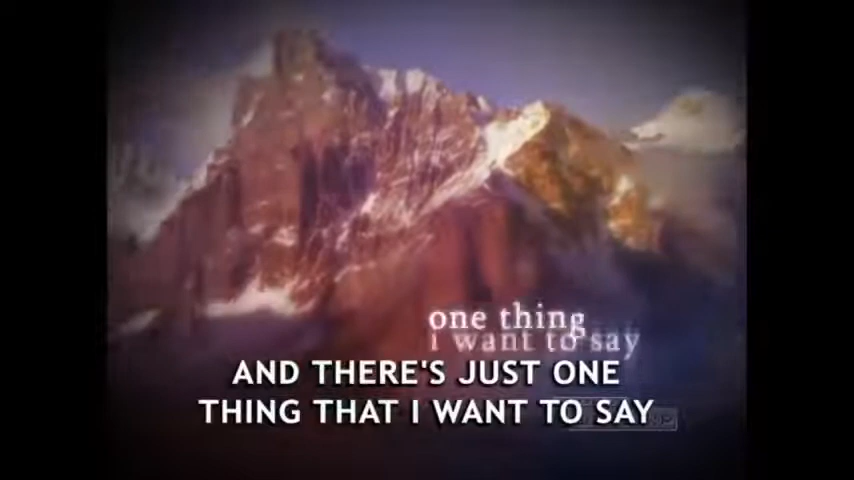 one thing
i want to say
AND THERE'S JUST ONE
THING THAT I WANT TO SAY